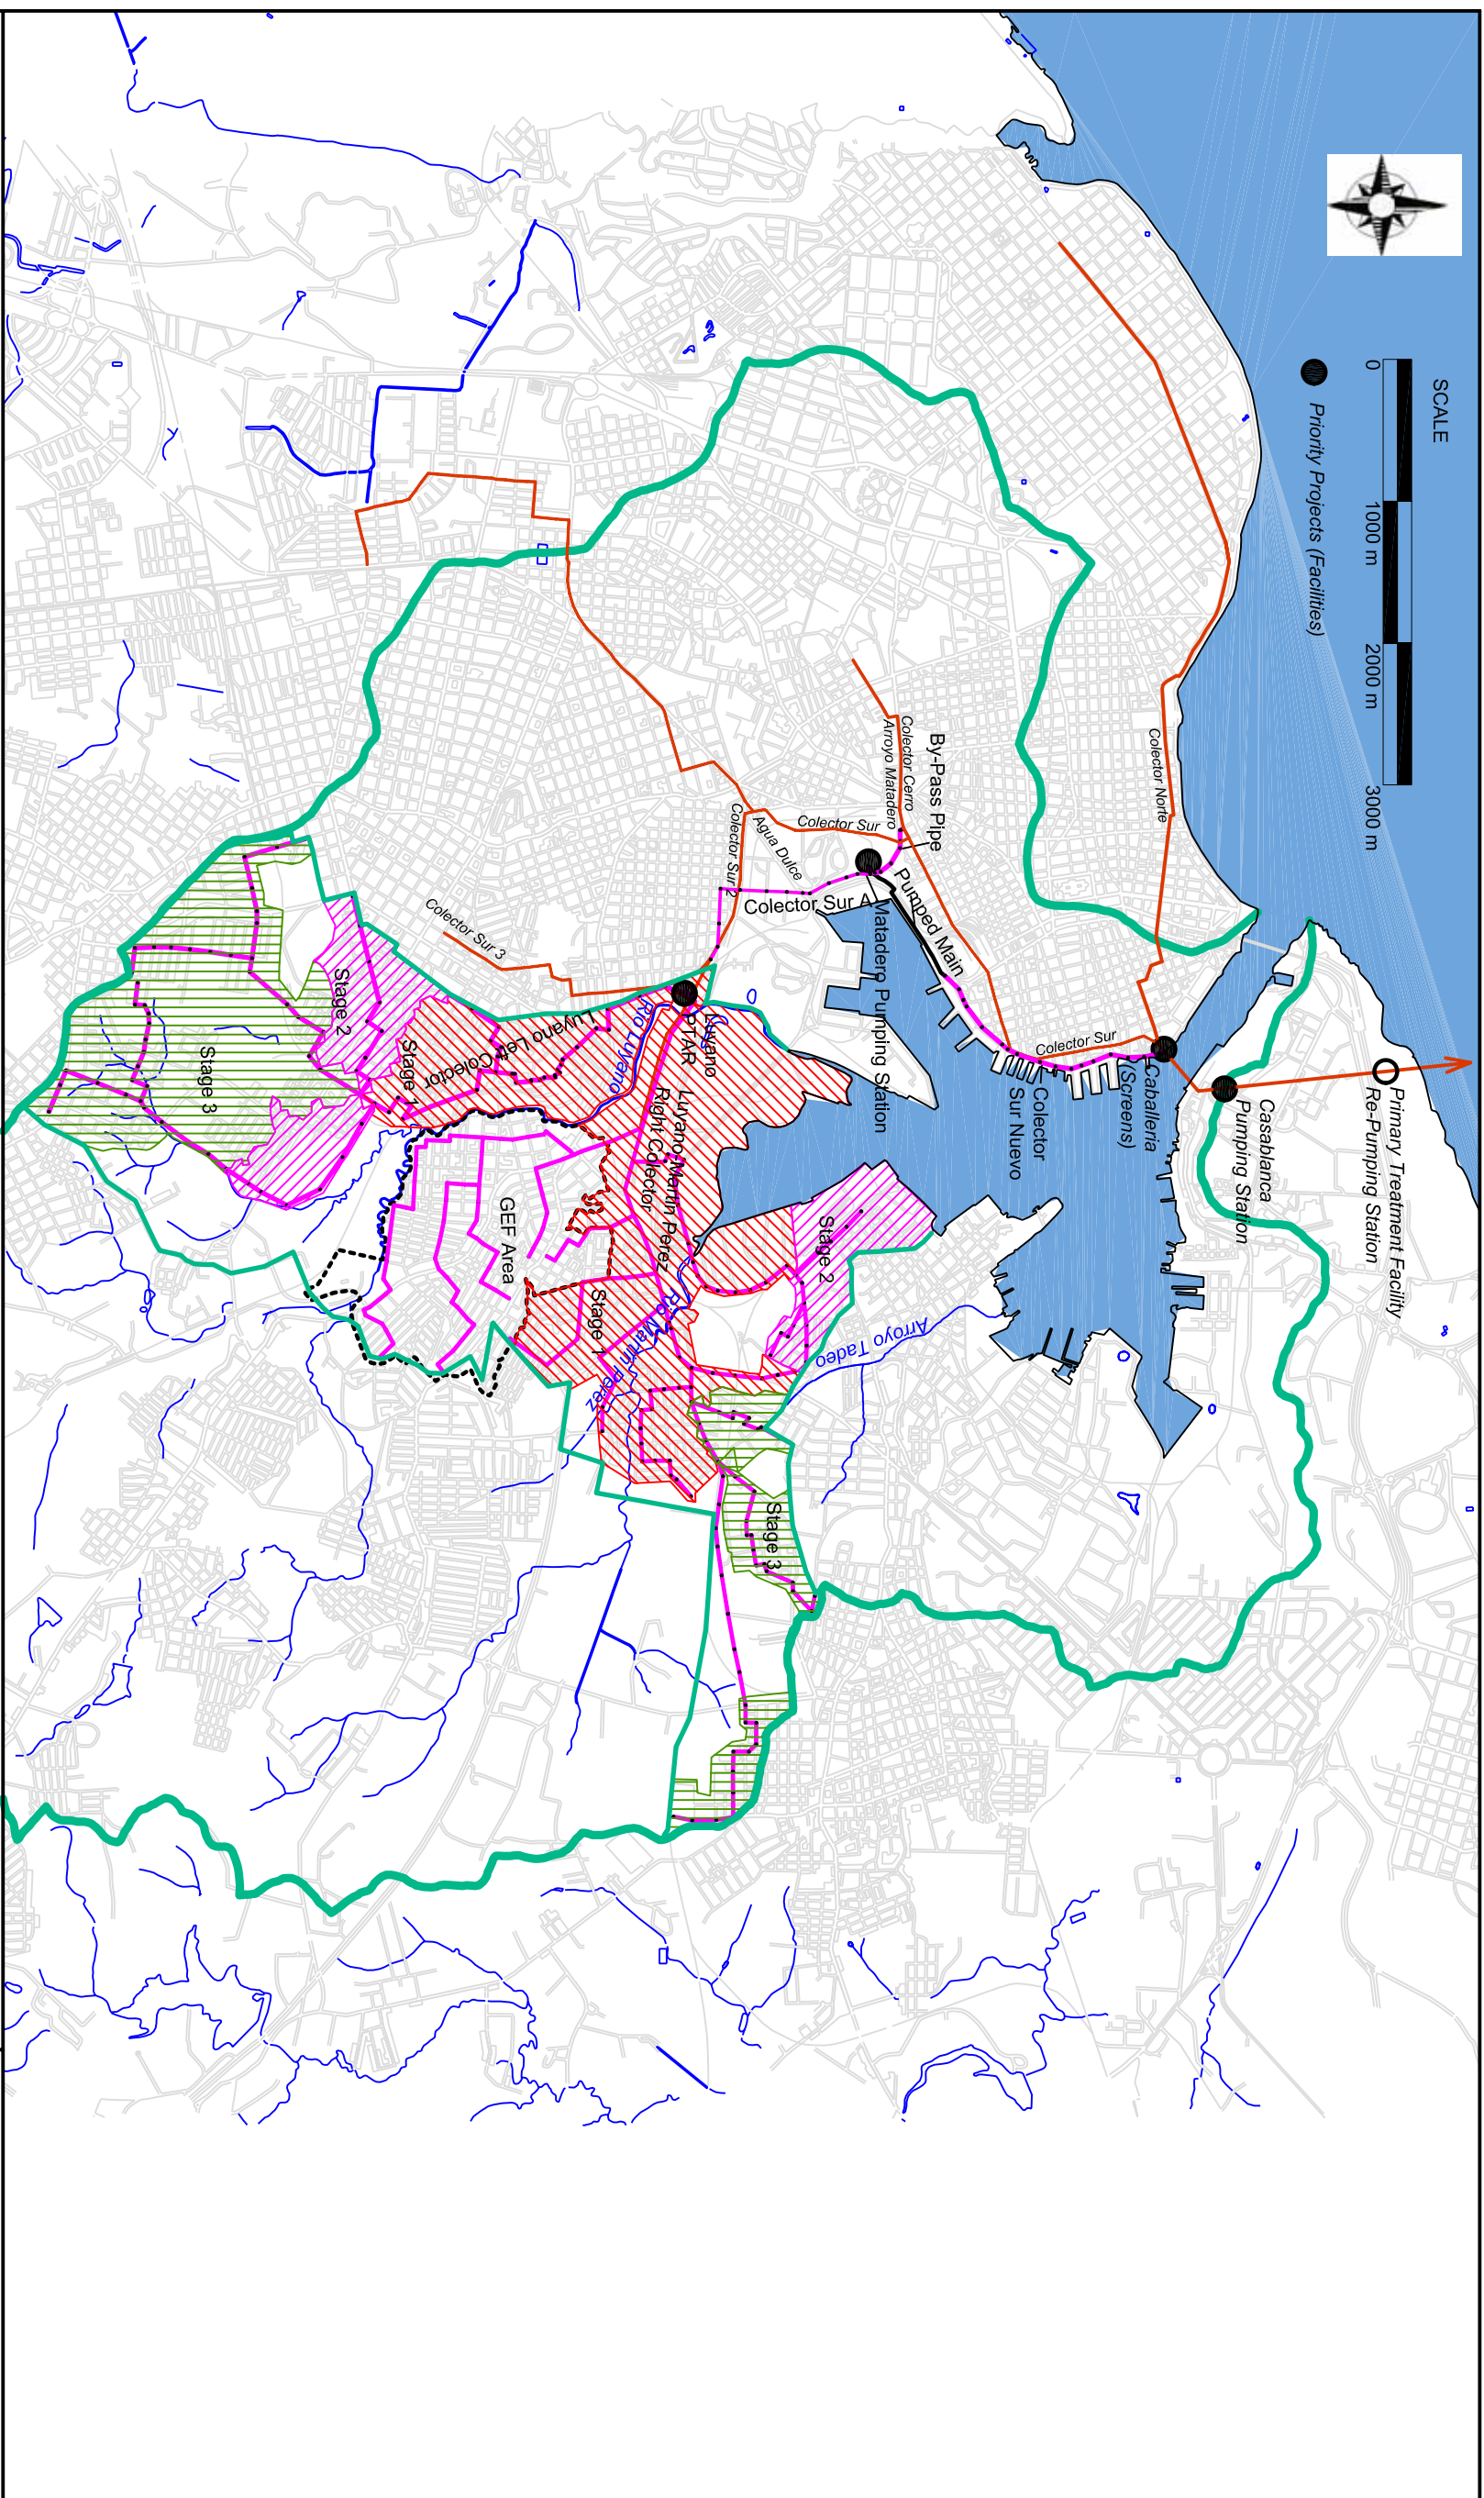 SCALE
0
1000 m
2000 m
3000 m
Priority Projects (Facilities)
Primary Treatment Facility
Re-Pumping Station
Casablanca
Pumping Station
Caballeria
(Screens)
Colector Norte
Colector Sur
Colector
Sur Nuevo
By-Pass Pipe
Colector Cerro
Arroyo Matadero
Pumped Main
Colector Sur
Matadero Pumping Station
Agua Dulce
Colector Sur A
Colector Sur 2
Colector Sur 3
Luyano
PTAR
Rio Luyano
Luyano Left Colector
Luyano-Martin Perez
Right Colector
Rio Martin Perez
Arroyo Tadeo
Stage 2
Stage 1
Stage 3
GEF Area
Stage 1
Stage 2
Stage 3